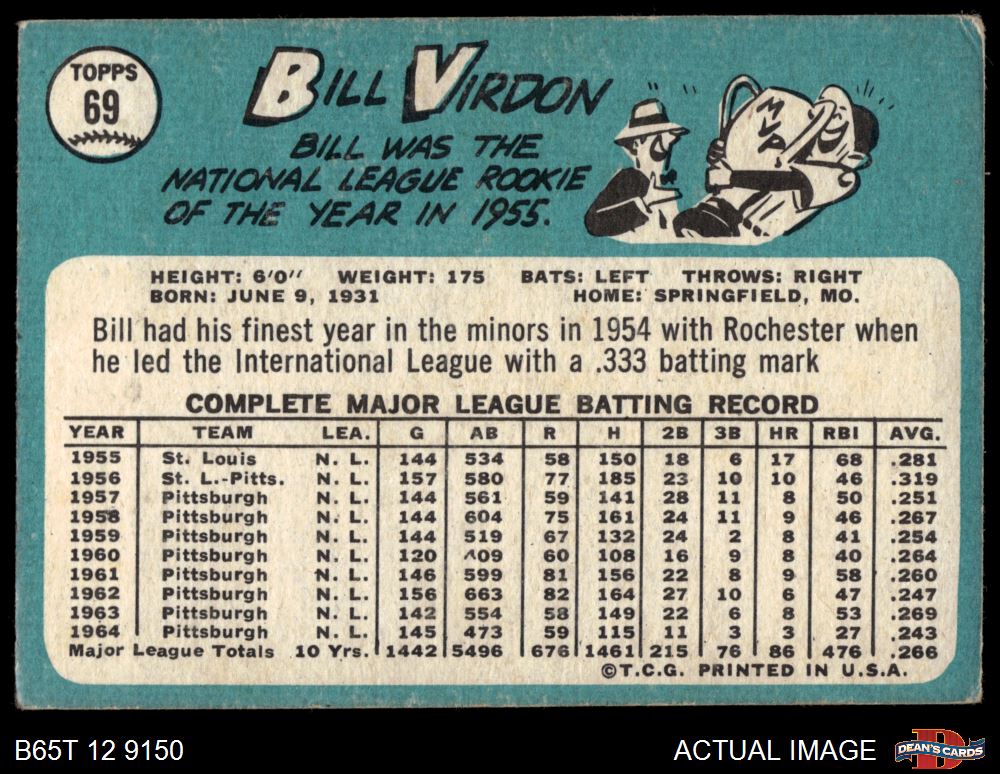 TOPPS
69
BILL VIRDON
BILL WAS THE
NATIONAL LEAGUE ROOKIE
OF THE YEAR IN 1955.
MVP
HEIGHT: 6'0" WEIGHT: 175 BATS: LEFT THROWS: RIGHT
BORN: JUNE 9, 1931 HOME: SPRINGFIELD, MO.
Bill had his finest year in the minors in 1954 with Rochester when
he led the International League with a .333 batting mark
COMPLETE MAJOR LEAGUE BATTING RECORD
YEAR TEAM LEA. G AB R H 2B 3B HR RBI AVG.
1955 St. Louis N. L. 144 534 58 150 18 6 17 68 .281
1956 St. L.-Pitts. N. L. 157 580 77 185 23 10 10 46 .319
1957 Pittsburgh N. L. 144 561 59 141 28 11 8 50 .251
1958 Pittsburgh N. L. 144 604 75 161 24 11 9 46 .267
1959 Pittsburgh N. L. 144 519 67 132 24 2 8 41 .254
1960 Pittsburgh N. L. 120 409 60 108 16 9 8 40 .264
1961 Pittsburgh N. L. 146 599 81 156 22 8 9 58 .260
1962 Pittsburgh N. L. 156 663 82 164 27 10 6 47 .247
1963 Pittsburgh N. L. 142 554 58 149 22 6 8 53 .269
1964 Pittsburgh N. L. 145 473 59 115 11 3 3 27 .243
Major League Totals 10 Yrs. 1442 5496 676 1461 215 76 86 476 .266
©T.C.G. PRINTED IN U.S.A.
B65T 12 9150 ACTUAL IMAGE DEAN'S CARDS